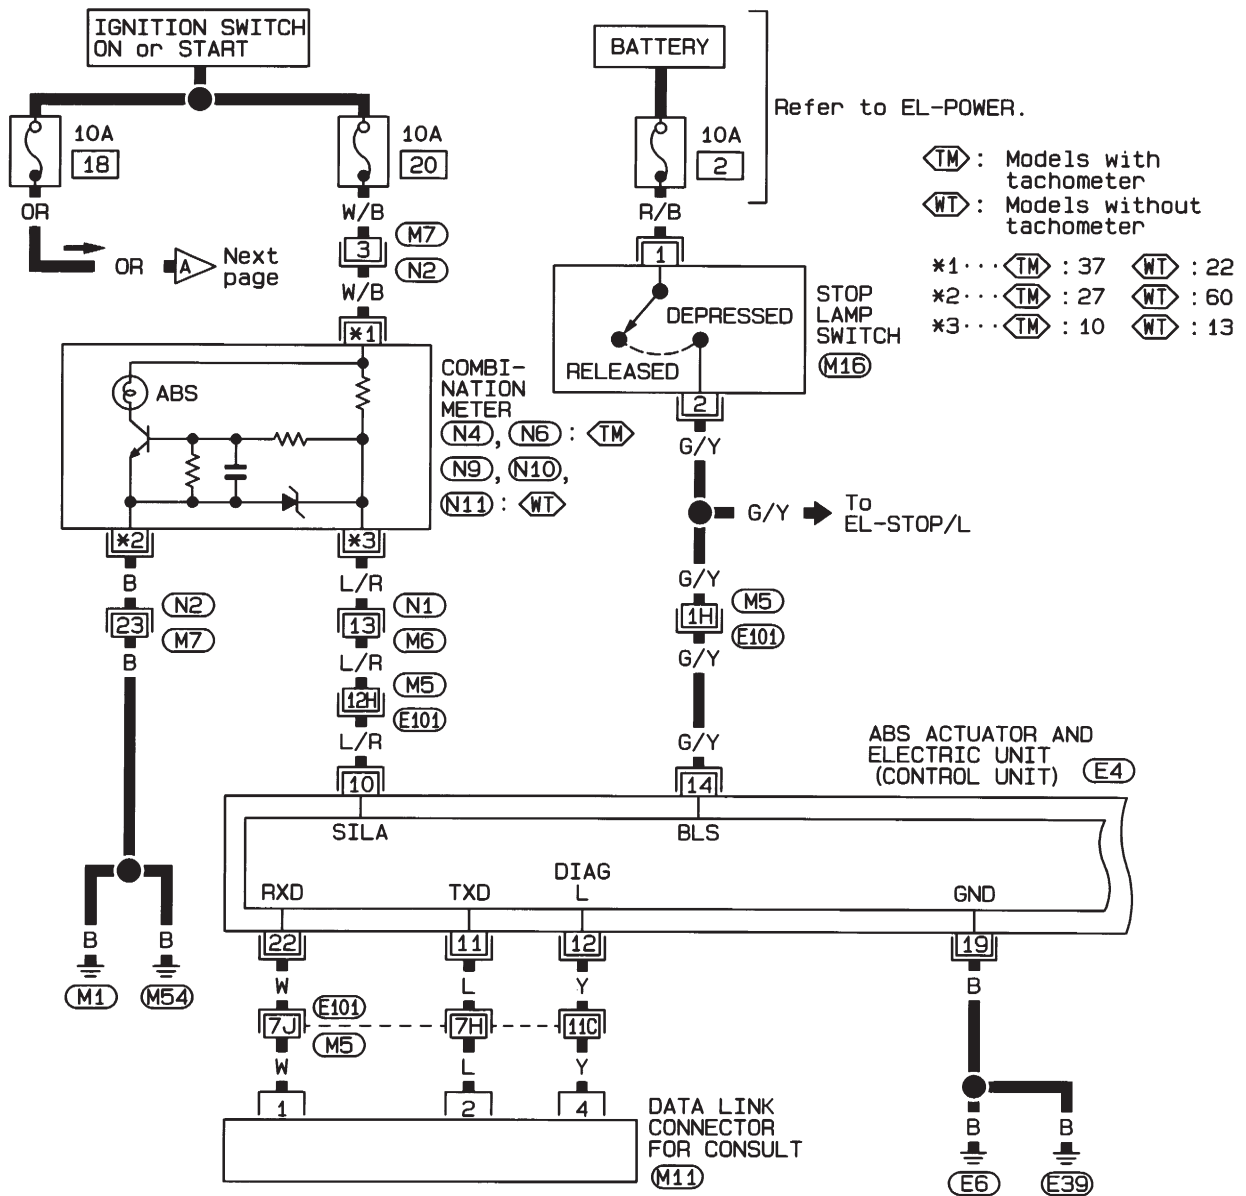 IGNITION SWITCH
ON or START
BATTERY
Refer to EL-POWER.
10A
18
10A
20
10A
2
TM : Models with
tachometer
WT : Models without
tachometer
*1··· TM : 37 WT : 22
*2··· TM : 27 WT : 60
*3··· TM : 10 WT : 13
OR
OR
A
Next
page
W/B
3
M7
N2
W/B
*1
R/B
1
DEPRESSED
RELEASED
STOP
LAMP
SWITCH
M16
2
ABS
COMBI-
NATION
METER
N4, N6 : TM
N9, N10,
N11 : WT
G/Y
G/Y
To
EL-STOP/L
*2
*3
B
L/R
G/Y
23
N2
M7
13
N1
M6
1H
M5
E101
B
L/R
G/Y
12H
M5
E101
L/R
G/Y
ABS ACTUATOR AND
ELECTRIC UNIT
(CONTROL UNIT)
E4
10
14
SILA
BLS
RXD
TXD
DIAG
L
GND
22
11
12
19
B
B
M1
M54
W
L
Y
B
7J
E101
M5
7H
11C
W
L
Y
1
2
4
DATA LINK
CONNECTOR
FOR CONSULT
M11
B
B
E6
E39